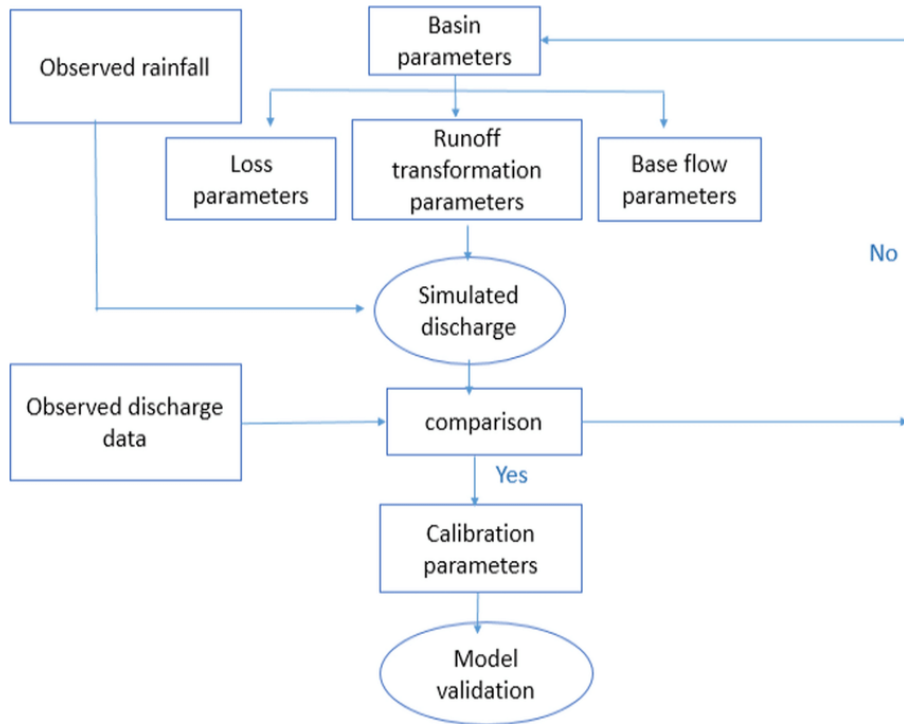 Observed rainfall
Basin
parameters
Loss
parameters
Runoff
transformation
parameters
Base flow
parameters
No
Simulated
discharge
Observed discharge
data
comparison
Yes
Calibration
parameters
Model
validation